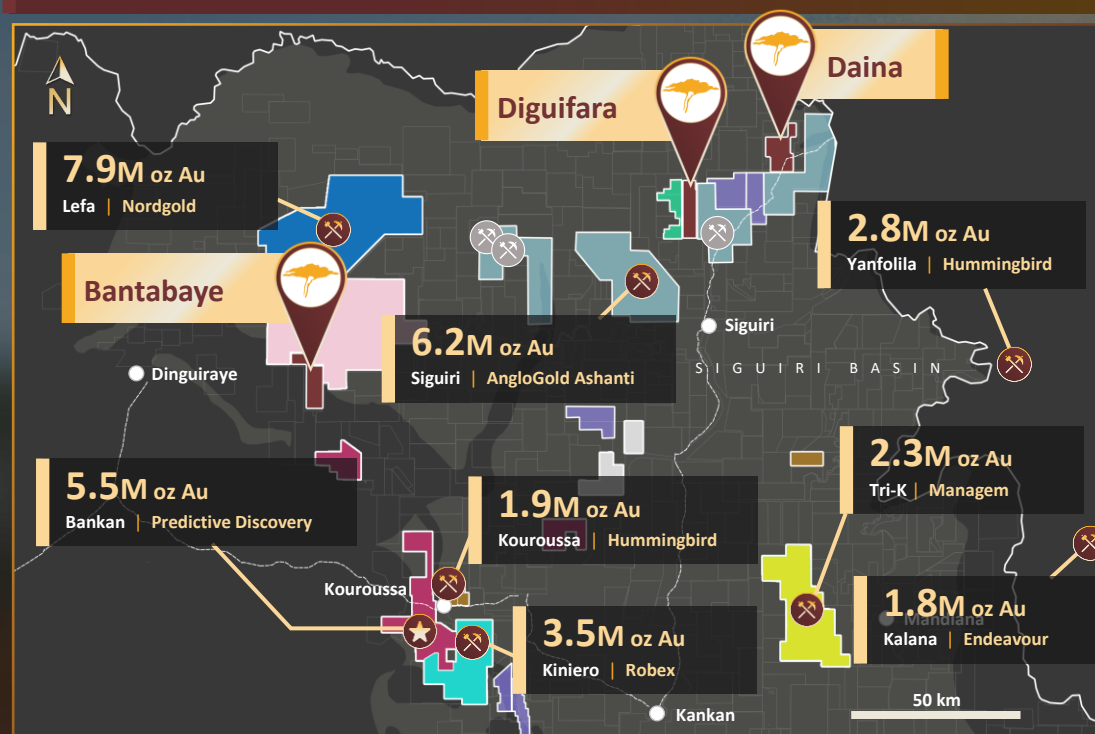 Daina
Diguifara
N
7.9M oz Au
Lefa | Nordgold
2.8M oz Au
Yanfolila | Hummingbird
Bantabaye
6.2M oz Au
Siguiri | AngloGold Ashanti
Siguiri
SIGUIRI BASIN
Dinguiraye
2.3M oz Au
Tri-K | Managem
5.5M oz Au
Bankan | Predictive Discovery
1.9M oz Au
Kouroussa | Hummingbird
Kouroussa
1.8M oz Au
Mandiana
Kalana | Endeavour
3.5M oz Au
Kiniero | Robex
50 km
Kankan